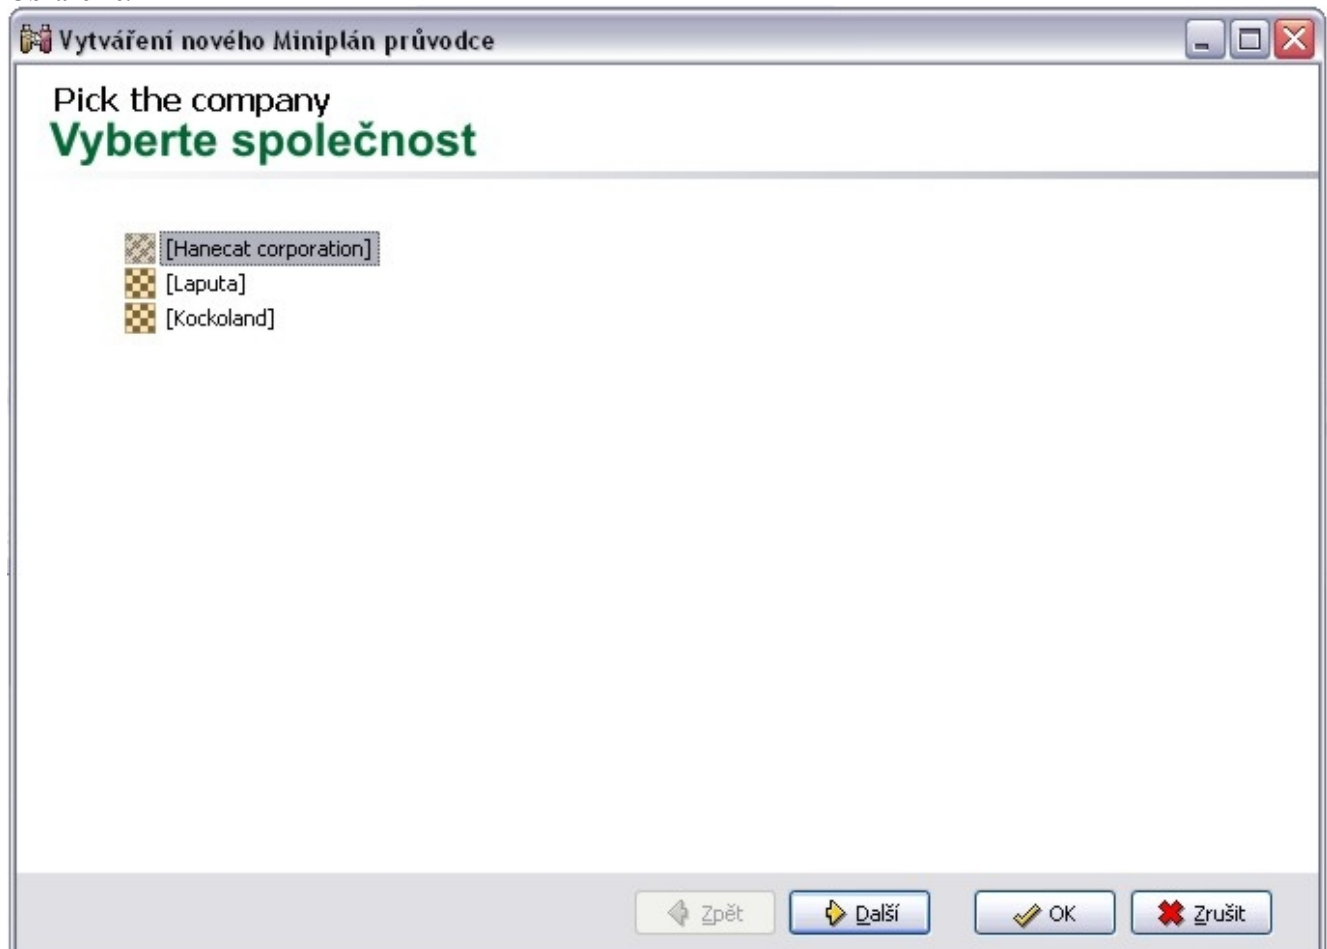 Vytváření nového Miniplán průvodce
Pick the company
Vyberte společnost
[Hanecat corporation]
[Laputa]
[Kockoland]
Zpět Další OK Zrušit